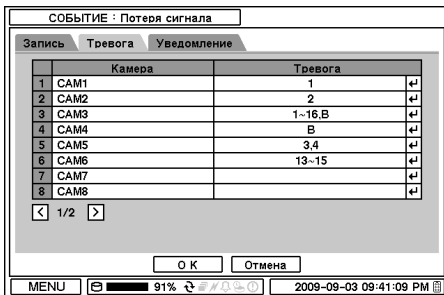 СОБЫТИЕ : Потеря сигнала
Запись Тревога Уведомление
Камера Тревога
1 CAM1 1
2 CAM2 2
3 CAM3 1~16,B
4 CAM4 B
5 CAM5 3,4
6 CAM6 13~15
7 CAM7
8 CAM8
< 1/2 >
O K Отмена
MENU 91% 2009-09-03 09:41:09 PM